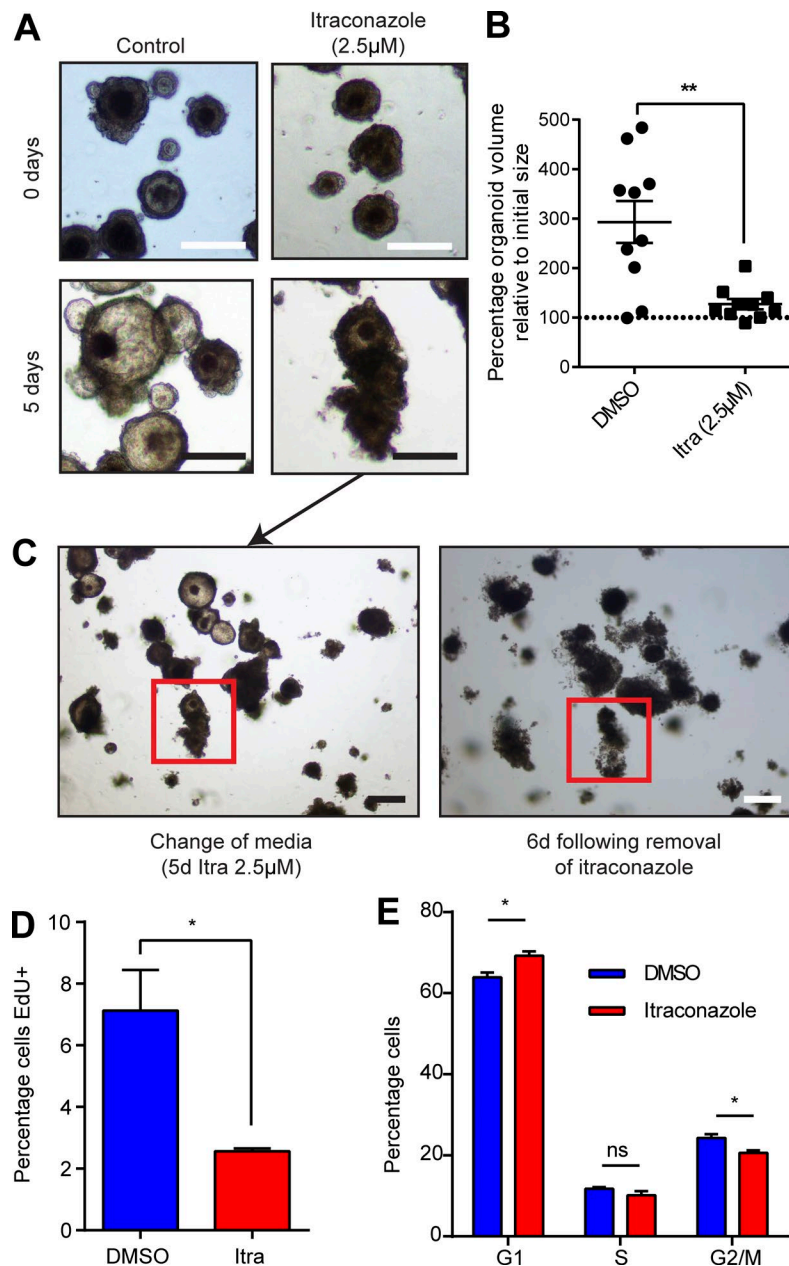 A
Control
Itraconazole
(2.5µM)
0 days
5 days
B
**
Percentage organoid volume
relative to initial size
500
400
300
200
100
0
DMSO
Itra (2.5µM)
C
Change of media
(5d Itra 2.5µM)
6d following removal
of itraconazole
D
*
Percentage cells EdU+
10
8
6
4
2
0
DMSO
Itra
E
*
DMSO
Itraconazole
ns
*
Percentage cells
80
60
40
20
0
G1
S
G2/M